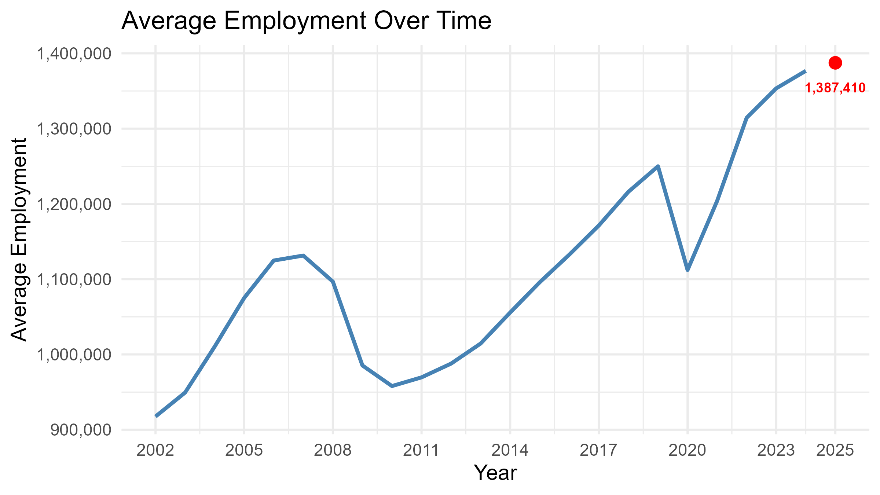 Average Employment Over Time
1,400,000
1,300,000
1,200,000
1,100,000
1,000,000
900,000
Average Employment
1,387,410
2002 2005 2008 2011 2014 2017 2020 2023 2025
Year